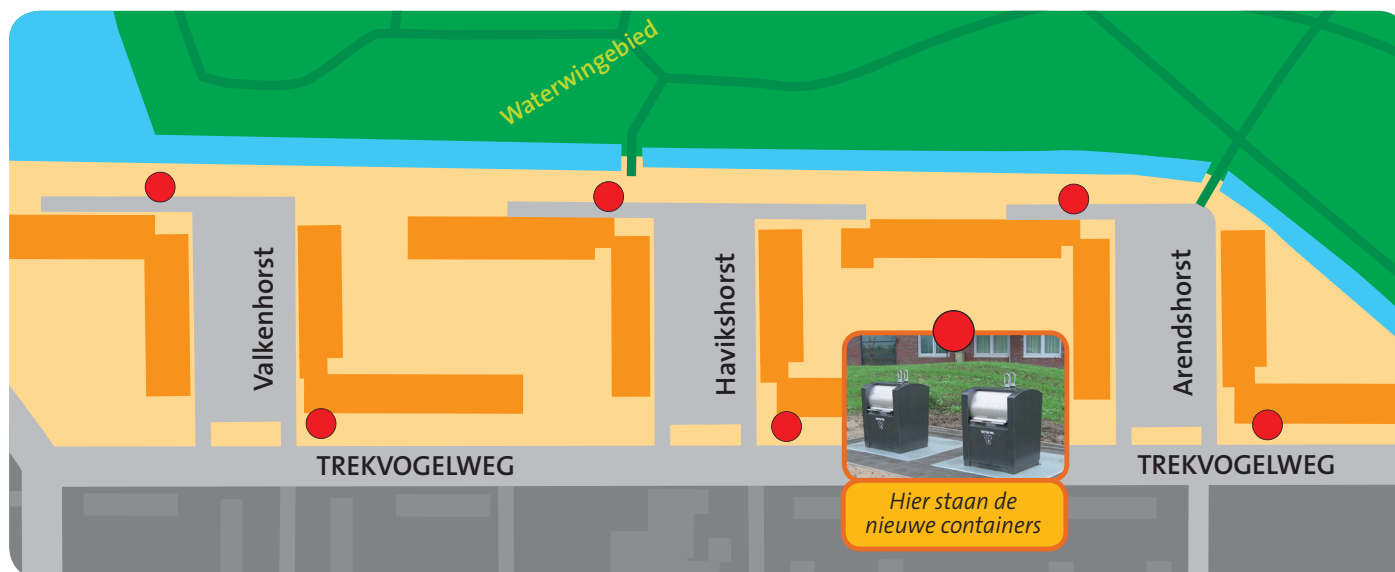 Waterwingebied
Valkenhorst
Havikshorst
Arendshorst
TREKVOGELWEG
TREKVOGELWEG
Hier staan de
nieuwe containers